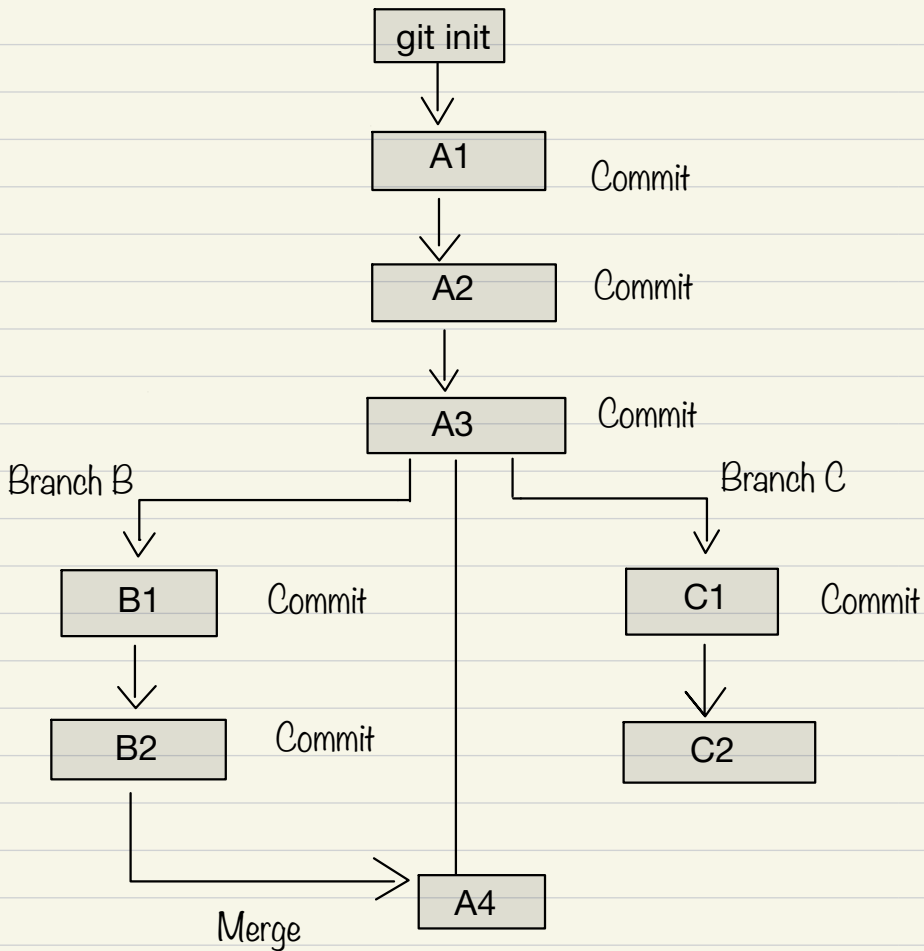 git init
A1
Commit
A2
Commit
A3
Commit
Branch B
Branch C
B1
Commit
C1
Commit
B2
Commit
C2
A4
Merge